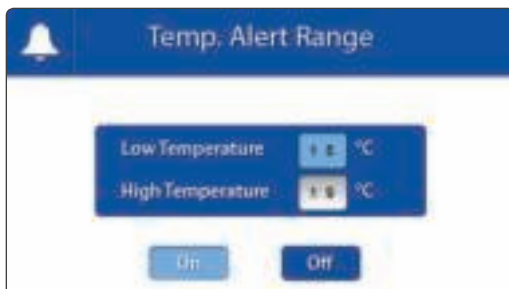 Temp. Alert Range
Low Temperature °C
High Temperature °C
On Off